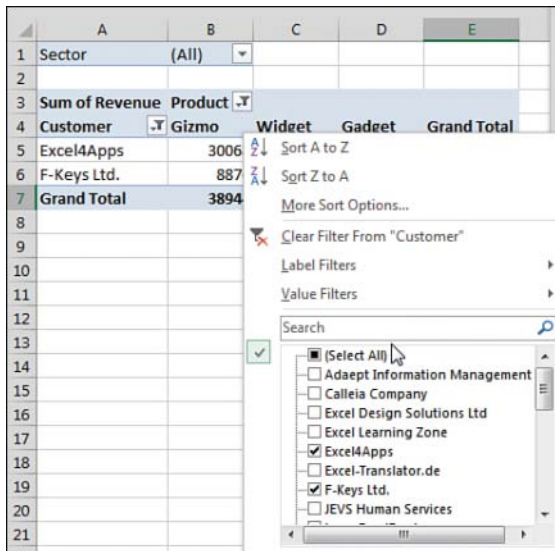 A B C D E
1 Sector (All)
2
3 Sum of Revenue Product
4 Customer Gizmo Widget Gadget Grand Total
5 Excel4Apps 3006
6 F-Keys Ltd. 887
7 Grand Total 3894
8
9
10
11
12
13
14
15
16
17
18
19
20
21
Sort A to Z
Sort Z to A
More Sort Options...
Clear Filter From "Customer"
Label Filters
Value Filters
Search
(Select All)
Adaept Information Management
Calleia Company
Excel Design Solutions Ltd
Excel Learning Zone
Excel4Apps
Excel-Translator.de
F-Keys Ltd.
JEVS Human Services